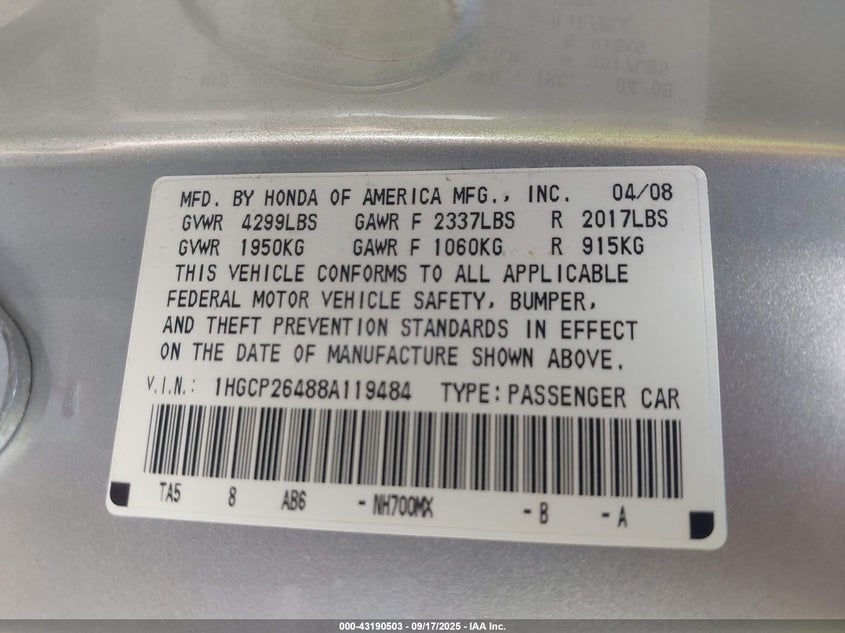 MFD. BY HONDA OF AMERICA MFG., INC. 04/08
GVWR 4299LBS GAWR F 2337LBS R 2017LBS
GVWR 1950KG GAWR F 1060KG R 915KG
THIS VEHICLE CONFORMS TO ALL APPLICABLE
FEDERAL MOTOR VEHICLE SAFETY, BUMPER,
AND THEFT PREVENTION STANDARDS IN EFFECT
ON THE DATE OF MANUFACTURE SHOWN ABOVE.
V.I.N.: 1HGCP26488A119484 TYPE: PASSENGER CAR
TA5 8 AB6 - NH700MX - B - A
000-43190503 - 09/17/2025 - IAA Inc.